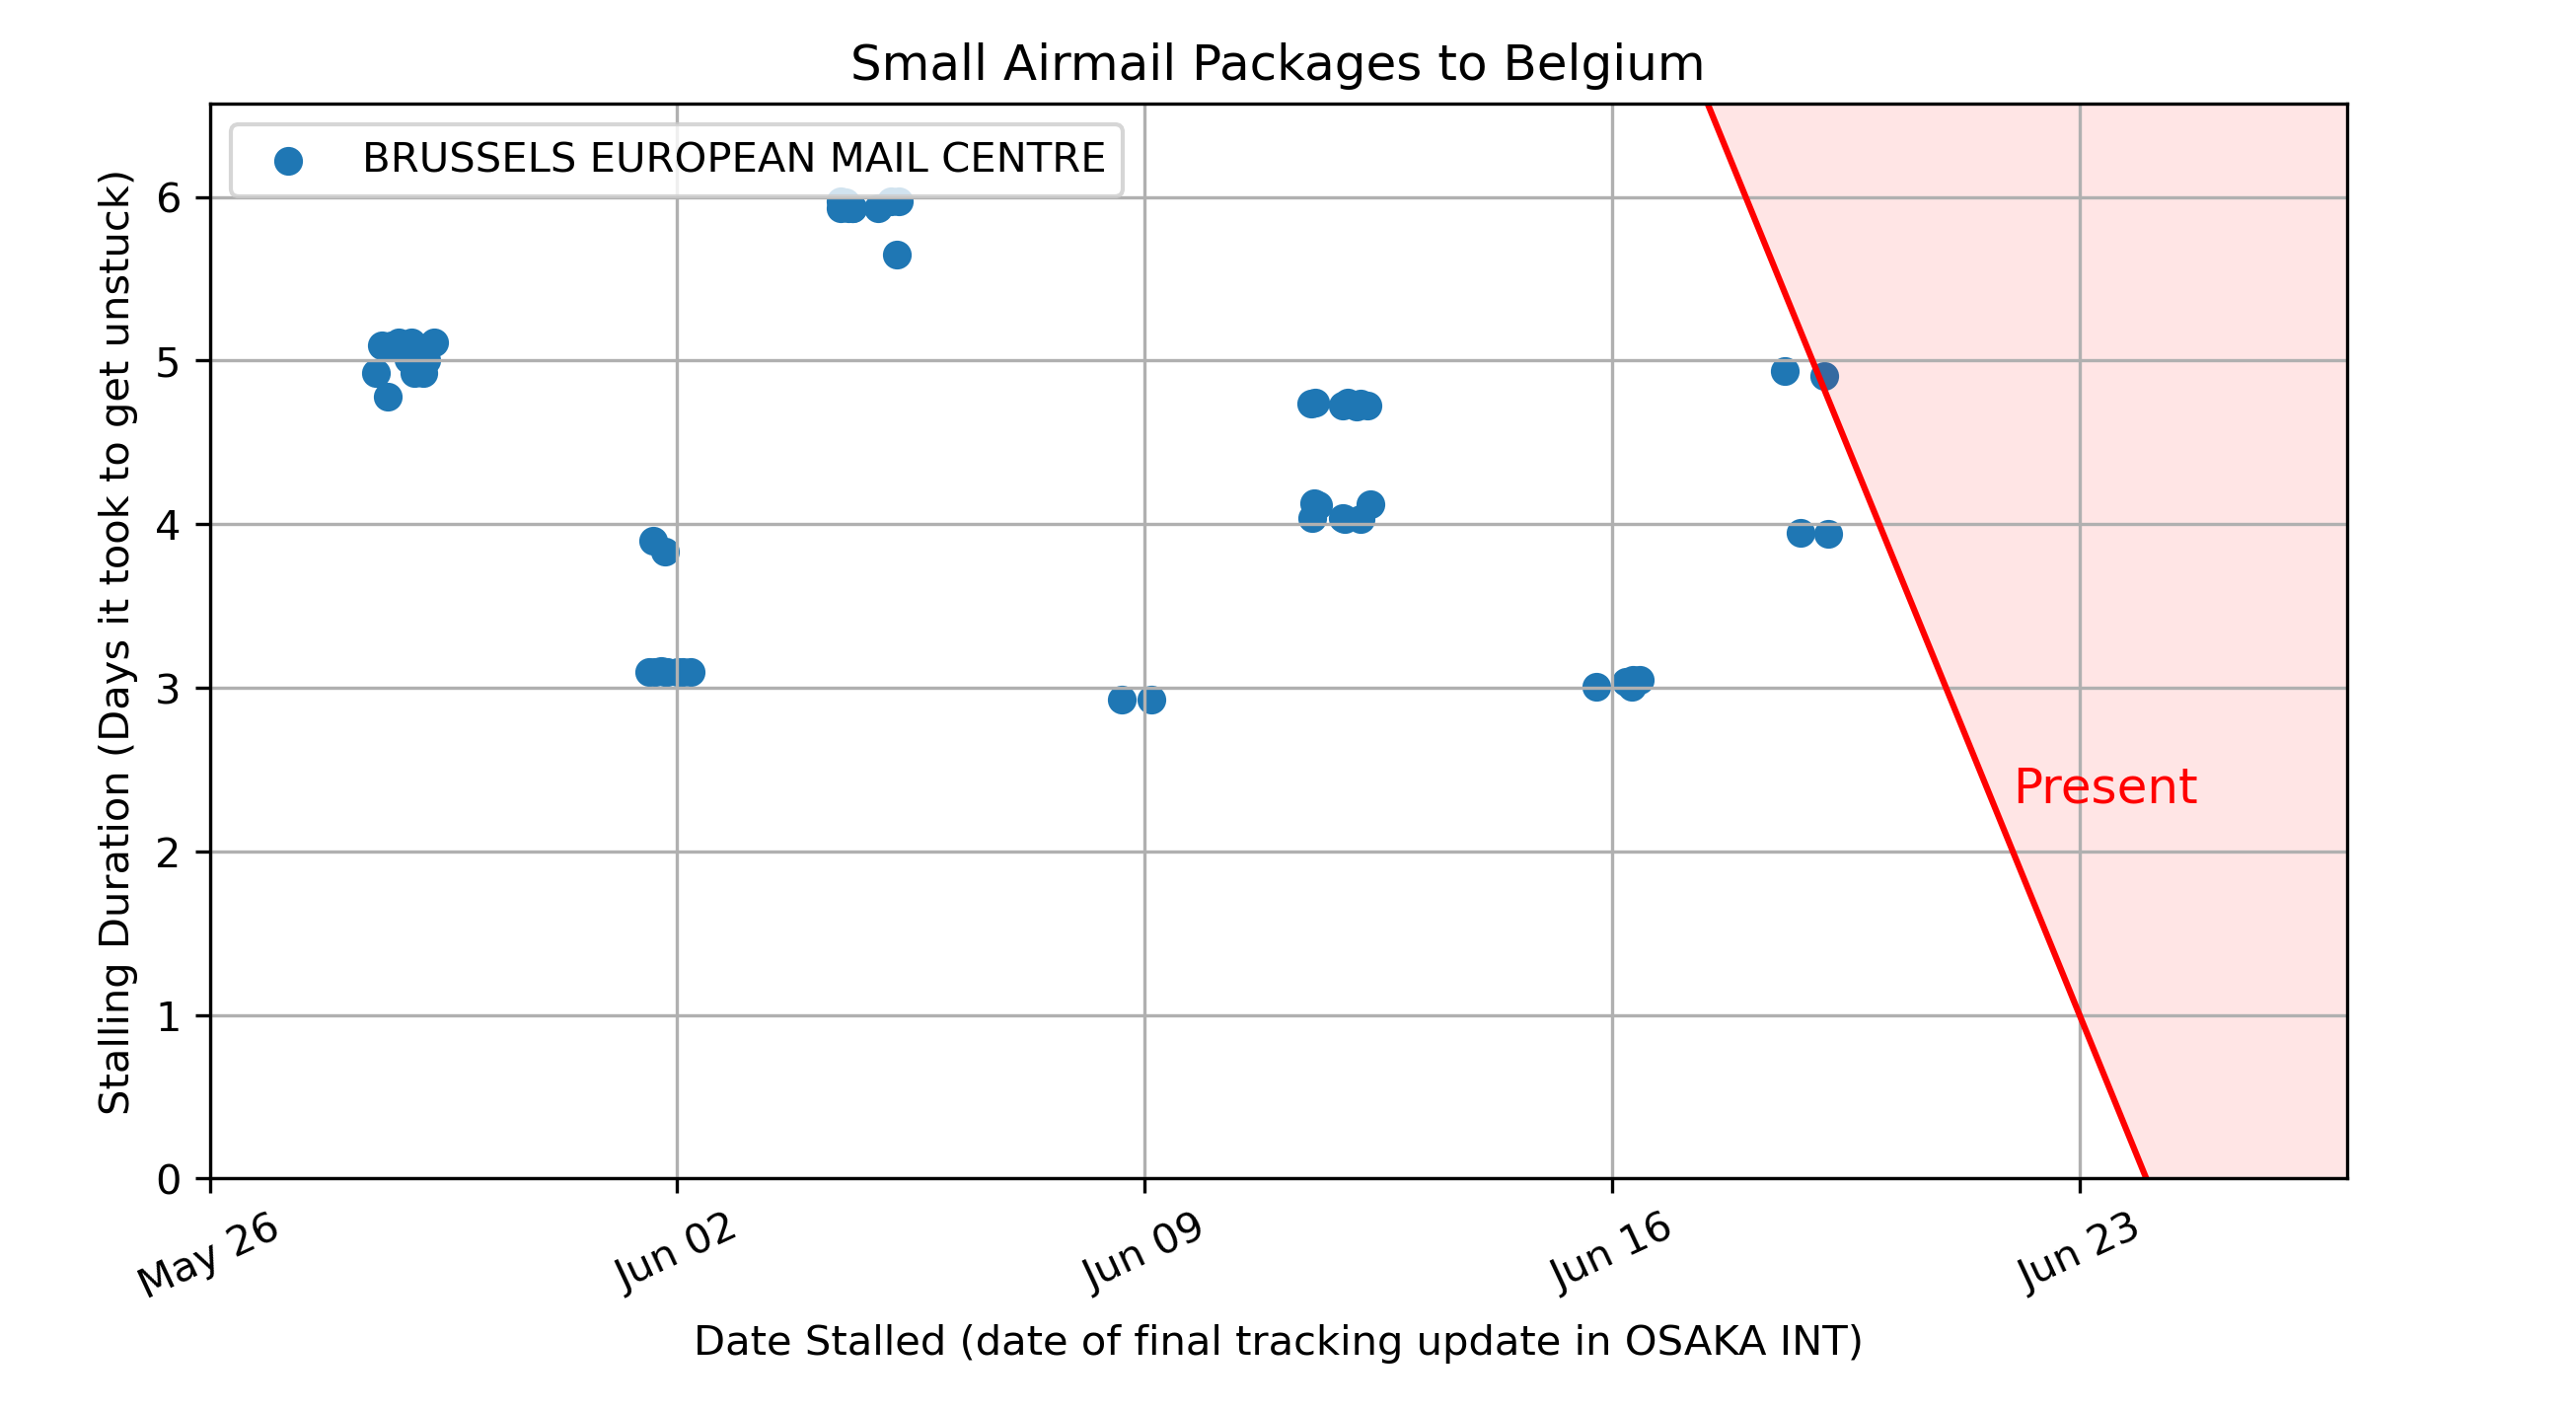 Small Airmail Packages to Belgium
BRUSSELS EUROPEAN MAIL CENTRE
Stalling Duration (Days it took to get unstuck)
6
5
4
3
2
1
0
Present
May 26
Jun 02
Jun 09
Jun 16
Jun 23
Date Stalled (date of final tracking update in OSAKA INT)